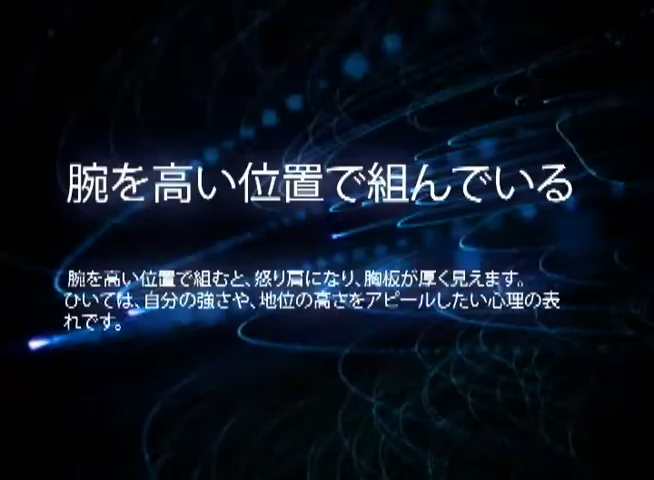 腕を高い位置で組んでいる
腕を高い位置で組むと、怒り肩になり、胸板が厚く見えます。
ひいては、自分の強さや、地位の高さをアピールしたい心理の表
れです。